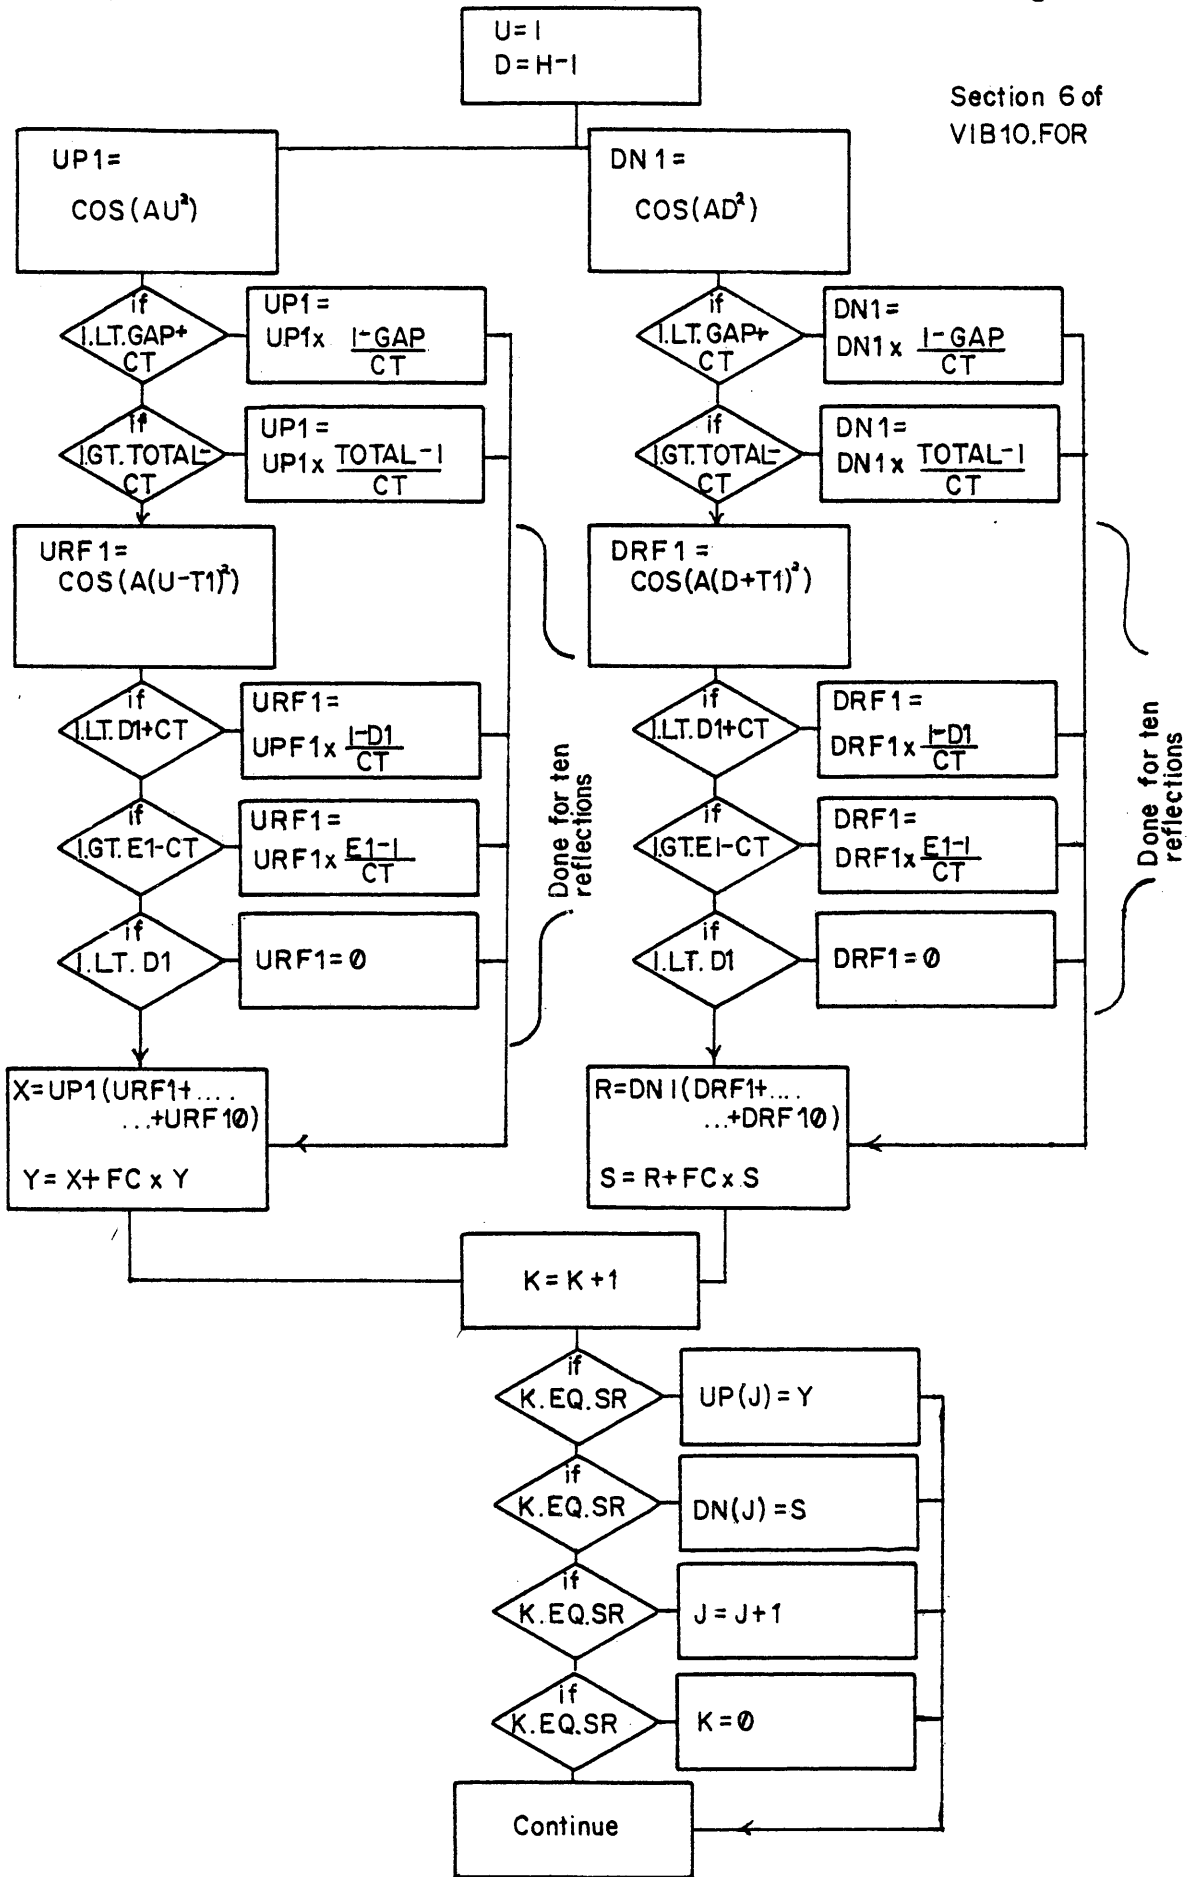 U=I
D=H-I
Section 6 of
VIB10.FOR
UP1=
COS(AU²)
DN1=
COS(AD²)
if
I.LT.GAP+
CT
UP1=
UP1x I-GAP
CT
if
I.LT.GAP+
CT
DN1=
DN1x I-GAP
CT
if
I.GT.TOTAL-
CT
UP1=
UP1x TOTAL-I
CT
if
I.GT.TOTAL-
CT
DN1=
DN1x TOTAL-I
CT
URF1=
COS(A(U-T1)²)
DRF1=
COS(A(D+T1)²)
if
I.LT.D1+CT
URF1=
UPF1x I-D1
CT
if
I.LT.D1+CT
DRF1=
DRF1x I-D1
CT
if
I.GT.E1-CT
URF1=
URF1x E1-I
CT
if
I.GT.E1-CT
DRF1=
DRF1x E1-I
CT
Done for ten
reflections
Done for ten
reflections
if
I.LT.D1
URF1=0
if
I.LT.D1
DRF1=0
X=UP1(URF1+....
...+URF10)
Y=X+FCxY
R=DN1(DRF1+....
...+DRF10)
S=R+FCxS
K=K+1
if
K.EQ.SR
UP(J)=Y
if
K.EQ.SR
DN(J)=S
if
K.EQ.SR
J=J+1
if
K.EQ.SR
K=0
Continue